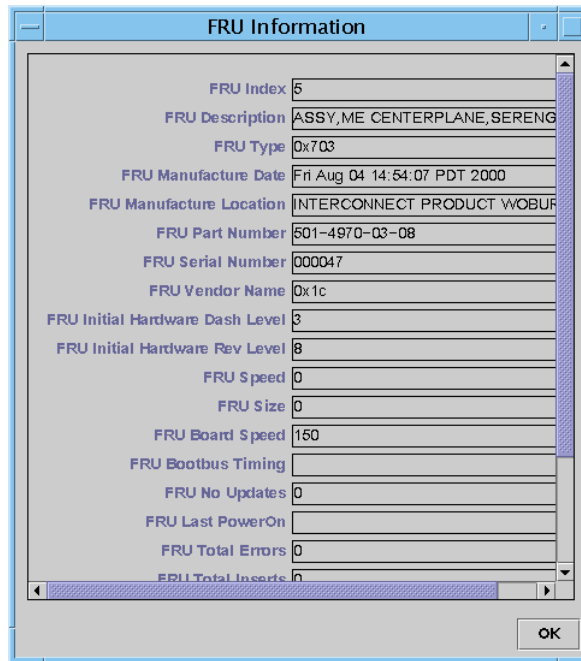 FRU Information
FRU Index 5
FRU Description ASSY,ME CENTERPLANE,SERENG
FRU Type 0x703
FRU Manufacture Date Fri Aug 04 14:54:07 PDT 2000
FRU Manufacture Location INTERCONNECT PRODUCT WOBUR
FRU Part Number 501-4970-03-08
FRU Serial Number 000047
FRU Vendor Name 0x1c
FRU Initial Hardware Dash Level 3
FRU Initial Hardware Rev Level 8
FRU Speed 0
FRU Size 0
FRU Board Speed 150
FRU Bootbus Timing
FRU No Updates 0
FRU Last PowerOn
FRU Total Errors 0
FRU Total Inserts 0
OK